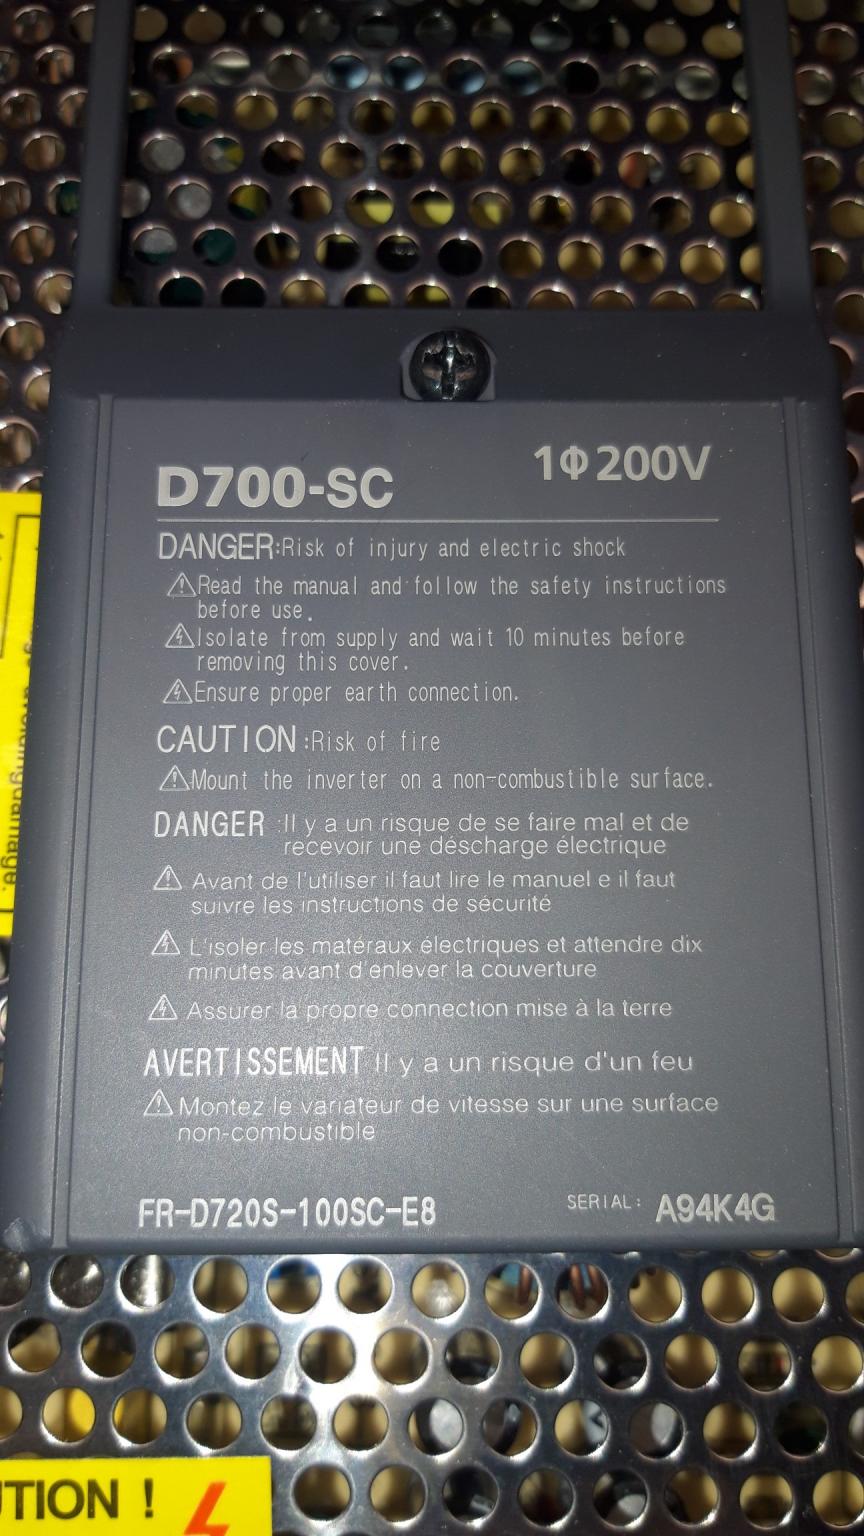 D700-SC 1Φ200V
DANGER:Risk of injury and electric shock
Read the manual and follow the safety instructions
before use.
Isolate from supply and wait 10 minutes before
removing this cover.
Ensure proper earth connection.
CAUTION:Risk of fire
Mount the inverter on a non-combustible surface.
DANGER :Il y a un risque de se faire mal et de
recevoir une déscharge électrique
Avant de l'utiliser il faut lire le manuel e il faut
suivre les instructions de sécurité
L'isoler les matéraux électriques et attendre dix
minutes avant d'enlever la couverture
Assurer la propre connection mise à la terre
AVERTISSEMENT Il y a un risque d'un feu
Montez le variateur de vitesse sur une surface
non-combustible
FR-D720S-100SC-E8 SERIAL: A94K4G
damage.
UTION !